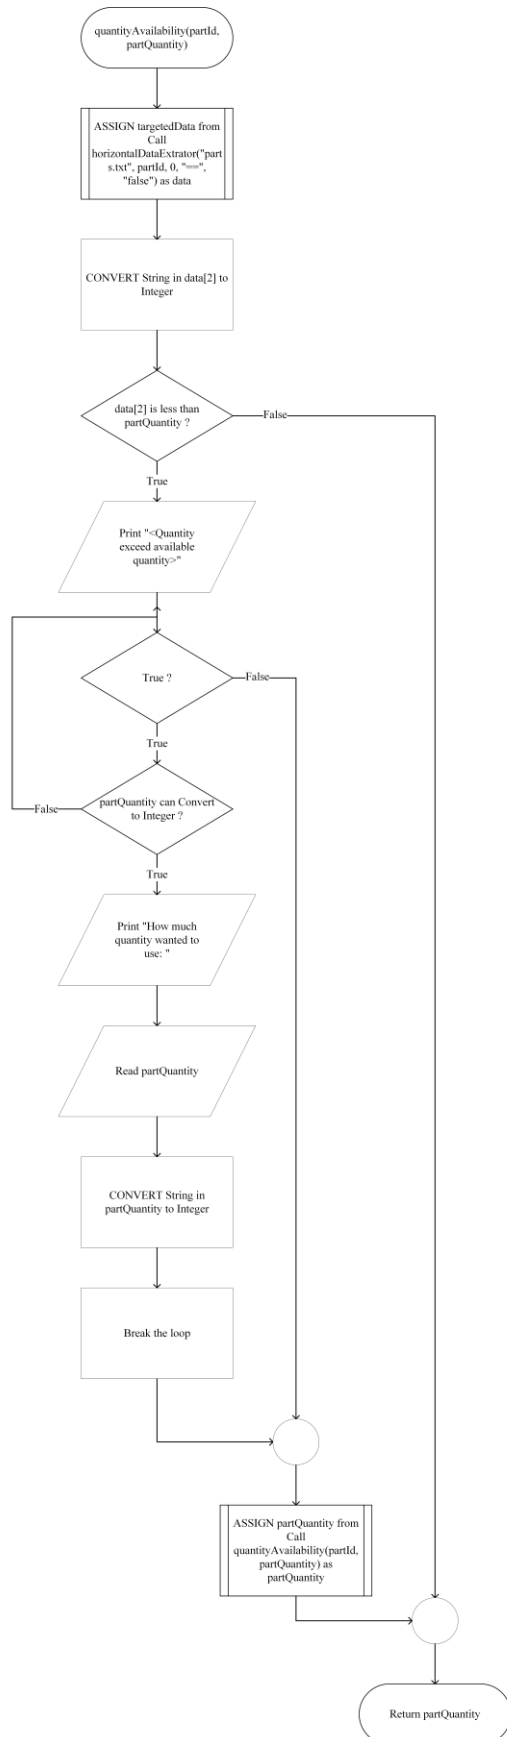 quantityAvailability(partId,
partQuantity)
ASSIGN targetedData from
Call
horizontalDataExtrator("part
s.txt", partId, 0, "==",
"false") as data
CONVERT String in data[2] to
Integer
data[2] is less than
partQuantity ?
False
True
Print "<Quantity
exceed available
quantity>"
True ?
False
True
partQuantity can Convert
to Integer ?
False
True
Print "How much
quantity wanted to
use: "
Read partQuantity
CONVERT String in
partQuantity to Integer
Break the loop
ASSIGN partQuantity from
Call
quantityAvailability(partId,
partQuantity) as
partQuantity
Return partQuantity